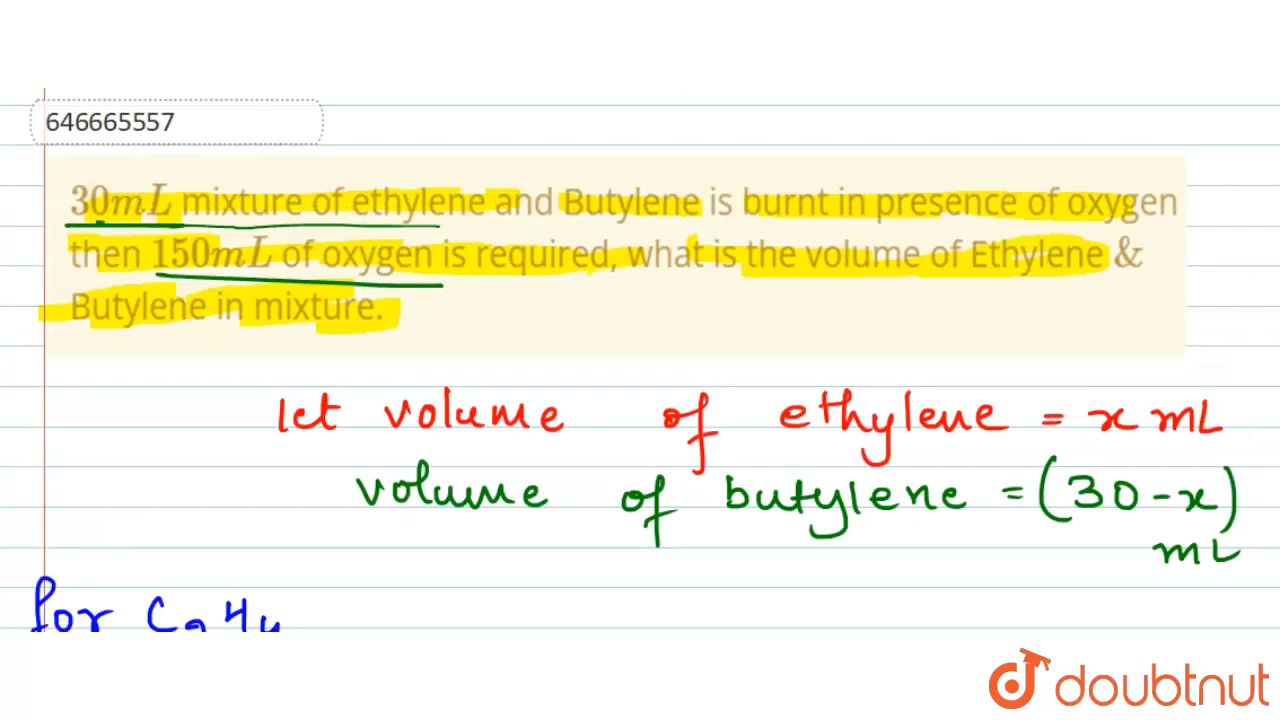 646665557
30mL mixture of ethylene and Butylene is burnt in presence of oxygen
then 150mL of oxygen is required, what is the volume of Ethylene &
Butylene in mixture.
let volume of ethylene = x mL
volume of butylene = (30 - x)
mL
for C2H4
doubtnut